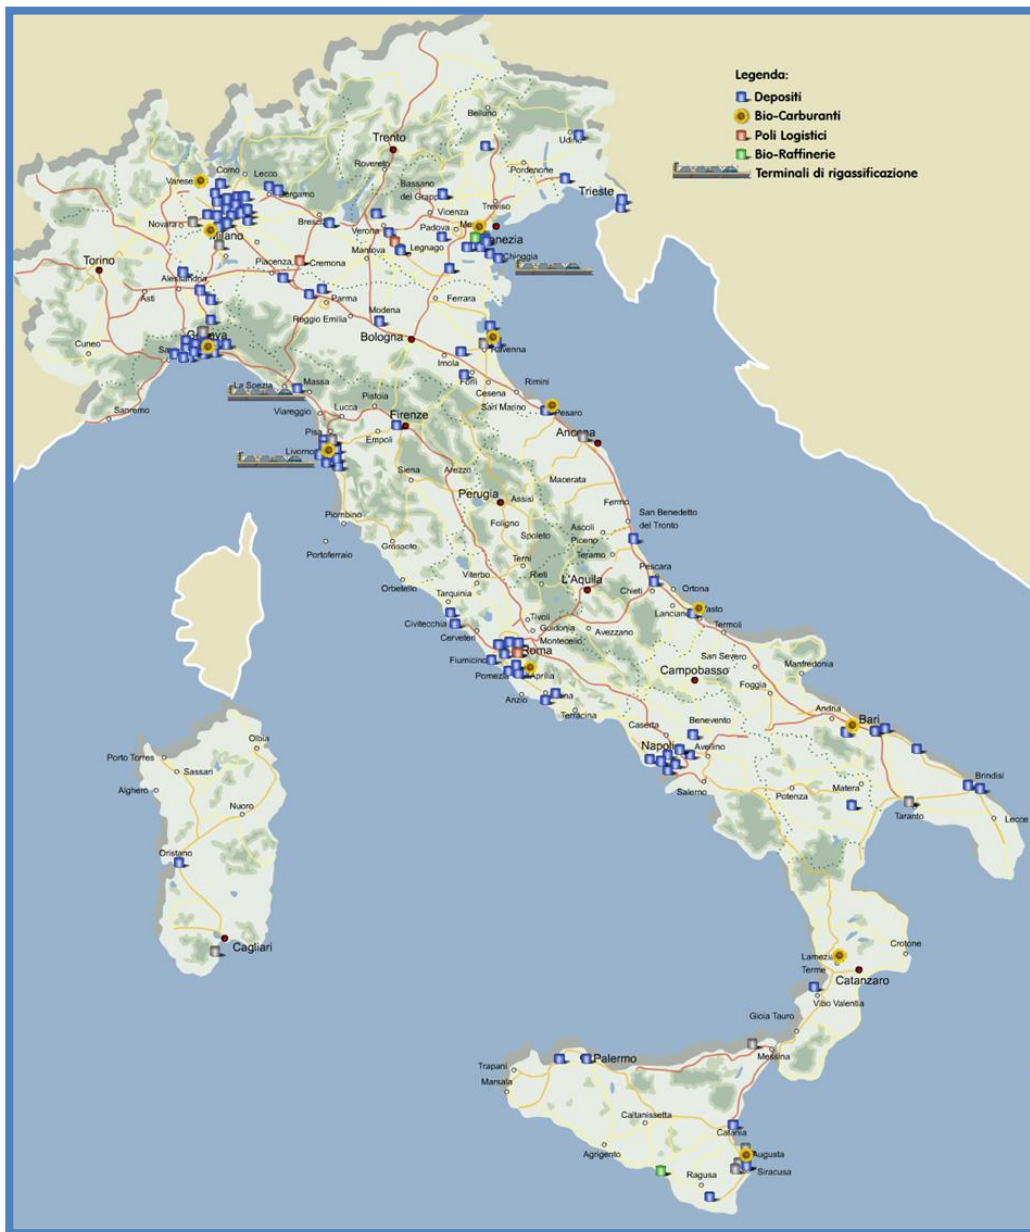 Legenda:
Depositi
Bio-Carburanti
Poli Logistici
Bio-Raffinerie
Terminali di rigassificazione
Belluno
Trento
Udine
Rovereto
Pordenone
Como
Lecco
Varese
Bergamo
Bassano
del Grappa
Treviso
Trieste
Novara
Brescia
Vicenza
Verona
Padova
Milano
Mantova
Legnago
Chioggia
Torino
Piacenza
Cremona
Alessandria
Asti
Parma
Ferrara
Reggio Emilia
Modena
Genova
Bologna
Cuneo
Ravenna
Imola
Forlì
Cesena
Rimini
San Marino
La Spezia
Massa
Pistoia
Pesaro
Sanremo
Viareggio
Lucca
Firenze
Ancona
Pisa
Empoli
Livorno
Siena
Arezzo
Macerata
Perugia
Assisi
Fermo
Piombino
Foligno
San Benedetto
del Tronto
Portoferraio
Grosseto
Spoleto
Ascoli
Piceno
Teramo
Terni
Pescara
Orbetello
Viterbo
Rieti
L'Aquila
Chieti
Ortona
Tarquinia
Lanciano
Vasto
Civitecchia
Tivoli
Guidonia
Montecelio
Avezzano
Termoli
Cerveteri
Roma
San Severo
Manfredonia
Fiumicino
Pomezia
Aprilia
Campobasso
Foggia
Anzio
Terracina
Andria
Bari
Caserta
Benevento
Napoli
Avellino
Salerno
Potenza
Matera
Brindisi
Taranto
Lecce
Olbia
Porto Torres
Sassari
Alghero
Nuoro
Oristano
Cagliari
Crotone
Lamezia
Terme
Catanzaro
Vibo Valentia
Gioia Tauro
Messina
Palermo
Trapani
Marsala
Caltanissetta
Catania
Agrigento
Augusta
Siracusa
Ragusa